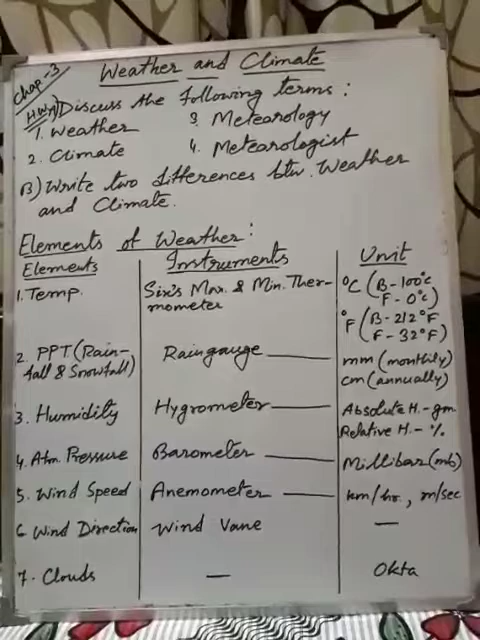 Chap-3
Weather and Climate
H.W A) Discuss the following terms:
1. Weather 3. Meteorology
2. Climate 4. Meteorologist
B) Write two differences btw. Weather
and Climate.
Elements of Weather:
Elements Instruments Unit
1. Temp. Six's Max. & Min. Ther-
mometer
°C (B-100°C
F-0°C)
°F (B-212°F
F-32°F)
2. PPT (Rain-
fall & Snowfall) Raingauge mm (monthly)
cm (annually)
3. Humidity Hygrometer Absolute H.-gm.
Relative H.-%
4. Atm. Pressure Barometer Millibar (mb)
5. Wind Speed Anemometer km/hr., m/sec
6. Wind Direction Wind Vane —
7. Clouds — Okta